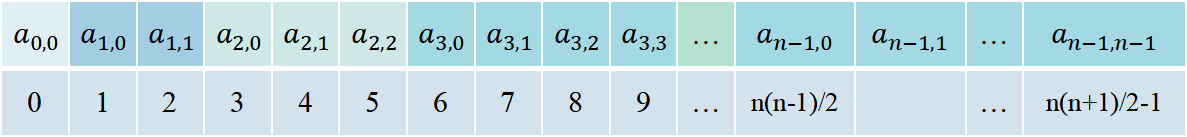 a₀,₀ a₁,₀ a₁,₁ a₂,₀ a₂,₁ a₂,₂ a₃,₀ a₃,₁ a₃,₂ a₃,₃ … aₙ₋₁,₀ aₙ₋₁,₁ … aₙ₋₁,ₙ₋₁
0 1 2 3 4 5 6 7 8 9 … n(n-1)/2 … n(n+1)/2-1